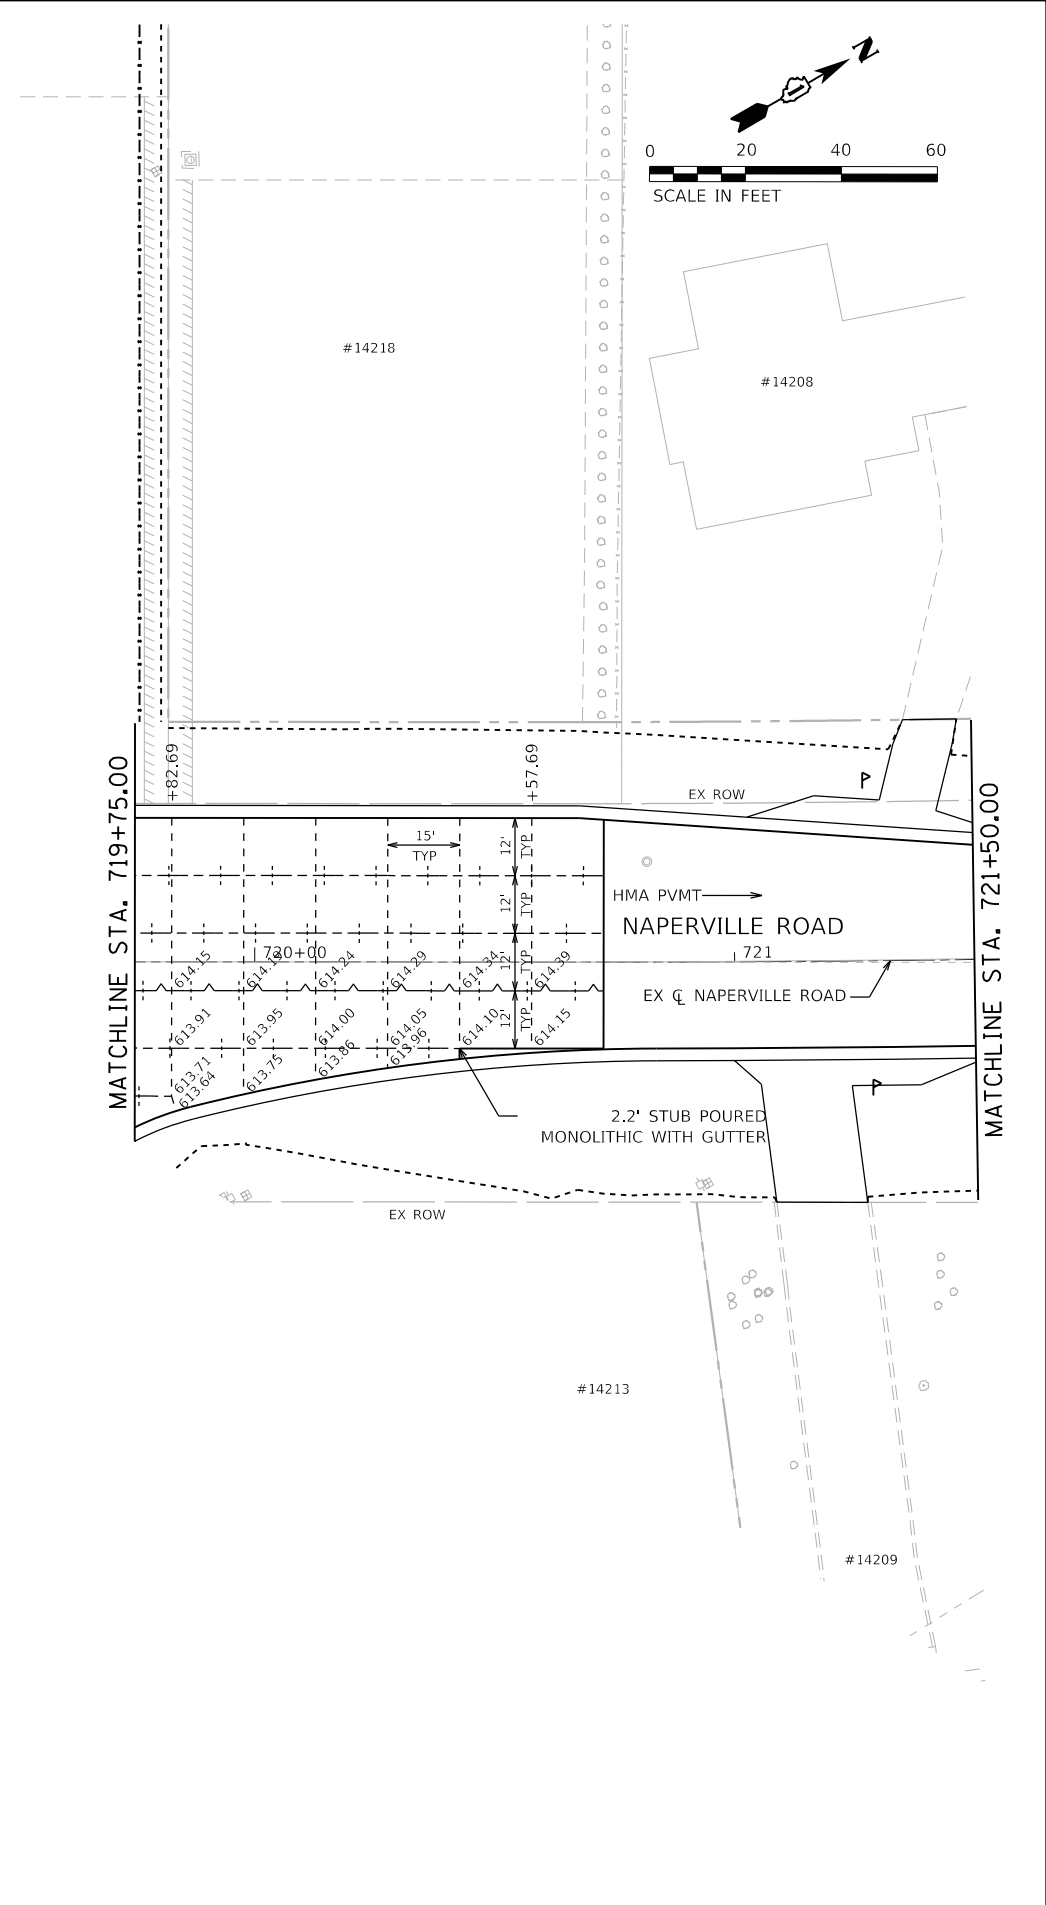 N
0 20 40 60
SCALE IN FEET
#14218
#14208
MATCHLINE STA. 719+75.00
+82.69
+57.69
EX ROW
MATCHLINE STA. 721+50.00
15'
TYP
12'
TYP
12'
TYP
12'
TYP
12'
TYP
HMA PVMT
NAPERVILLE ROAD
720+00
721
614.15
614.24
614.29
614.34
614.39
EX ℄ NAPERVILLE ROAD
613.91
613.95
614.00
614.05
614.10
614.15
613.71
613.64
613.75
613.86
613.96
P
P
2.2' STUB POURED
MONOLITHIC WITH GUTTER
EX ROW
#14213
#14209